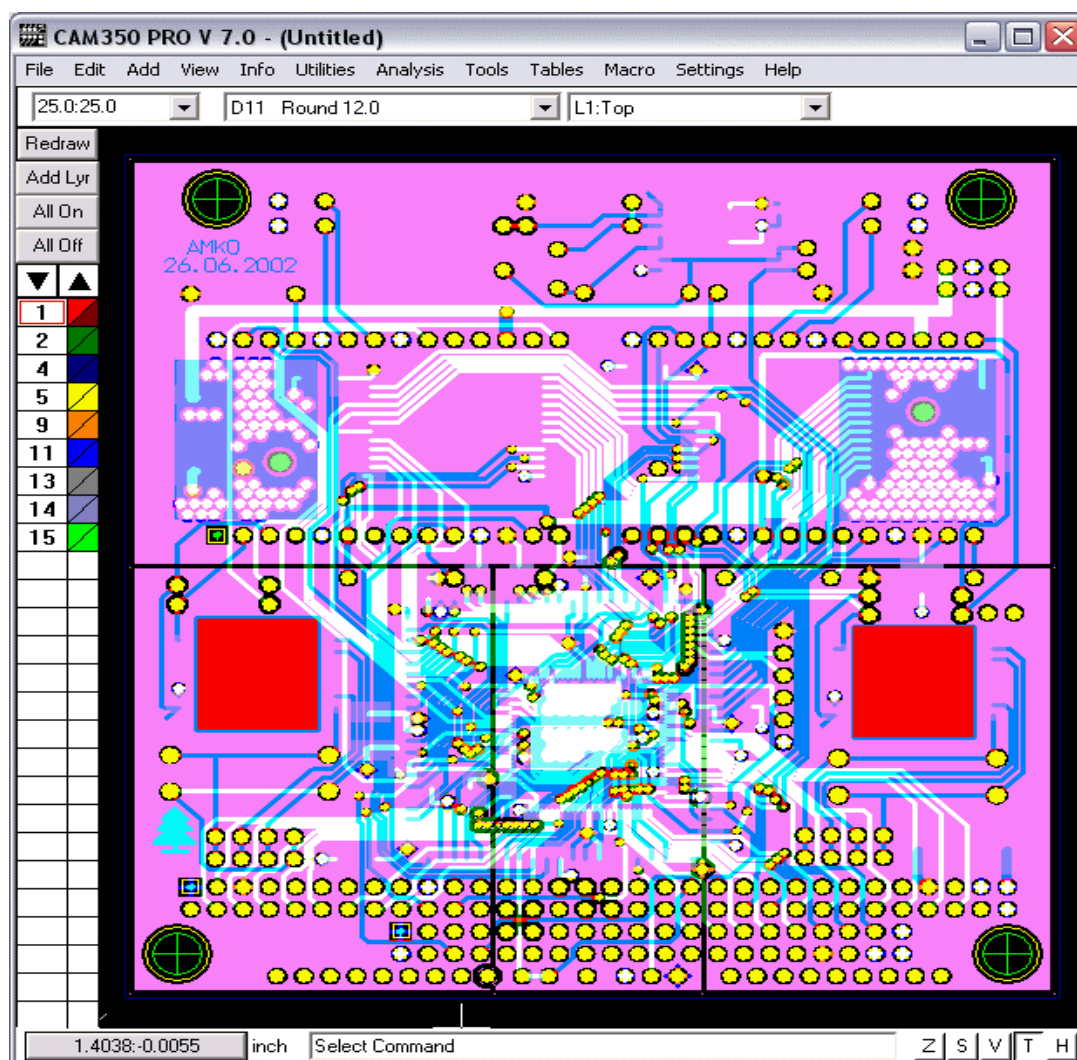 CAM350 PRO V 7.0 - (Untitled)
File Edit Add View Info Utilities Analysis Tools Tables Macro Settings Help
25.0:25.0 D11 Round 12.0 L1:Top
Redraw
Add Lyr
All On
All Off
AMKO
26.06.2002
1
2
4
5
9
11
13
14
15
1.4038:-0.0055 inch Select Command Z S V T H